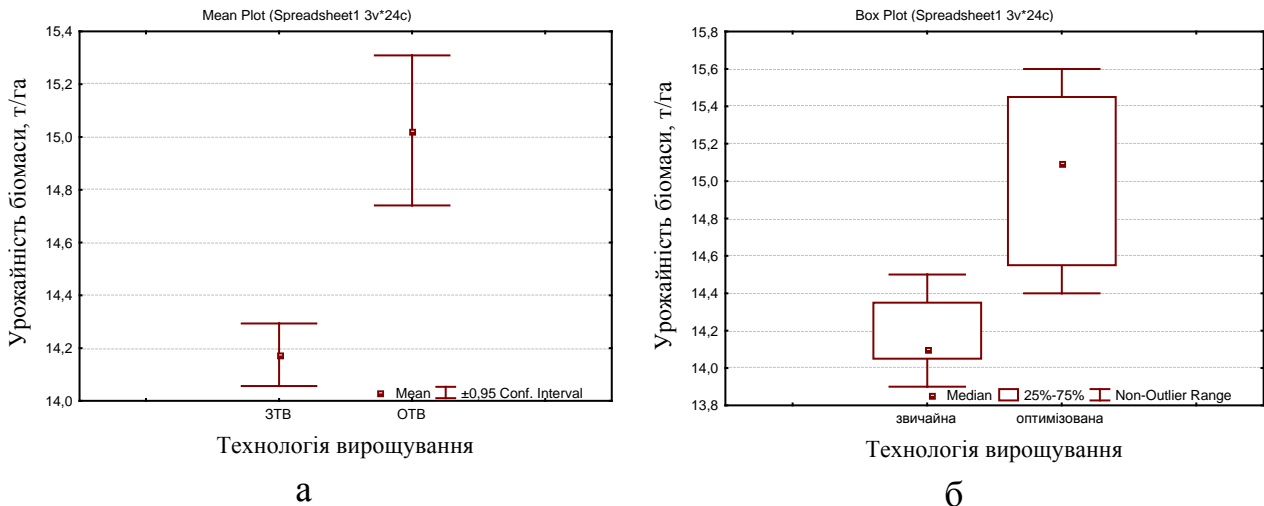 Mean Plot (Spreadsheet1 3v*24c)
15,4
15,2
15,0
14,8
14,6
14,4
14,2
14,0
Урожайність біомаси, т/га
Mean
±0,95 Conf. Interval
ЗТВ
ОТВ
Технологія вирощування
а
Box Plot (Spreadsheet1 3v*24c)
15,8
15,6
15,4
15,2
15,0
14,8
14,6
14,4
14,2
14,0
13,8
Урожайність біомаси, т/га
Median
25%-75%
Non-Outlier Range
звичайна
оптимізована
Технологія вирощування
б